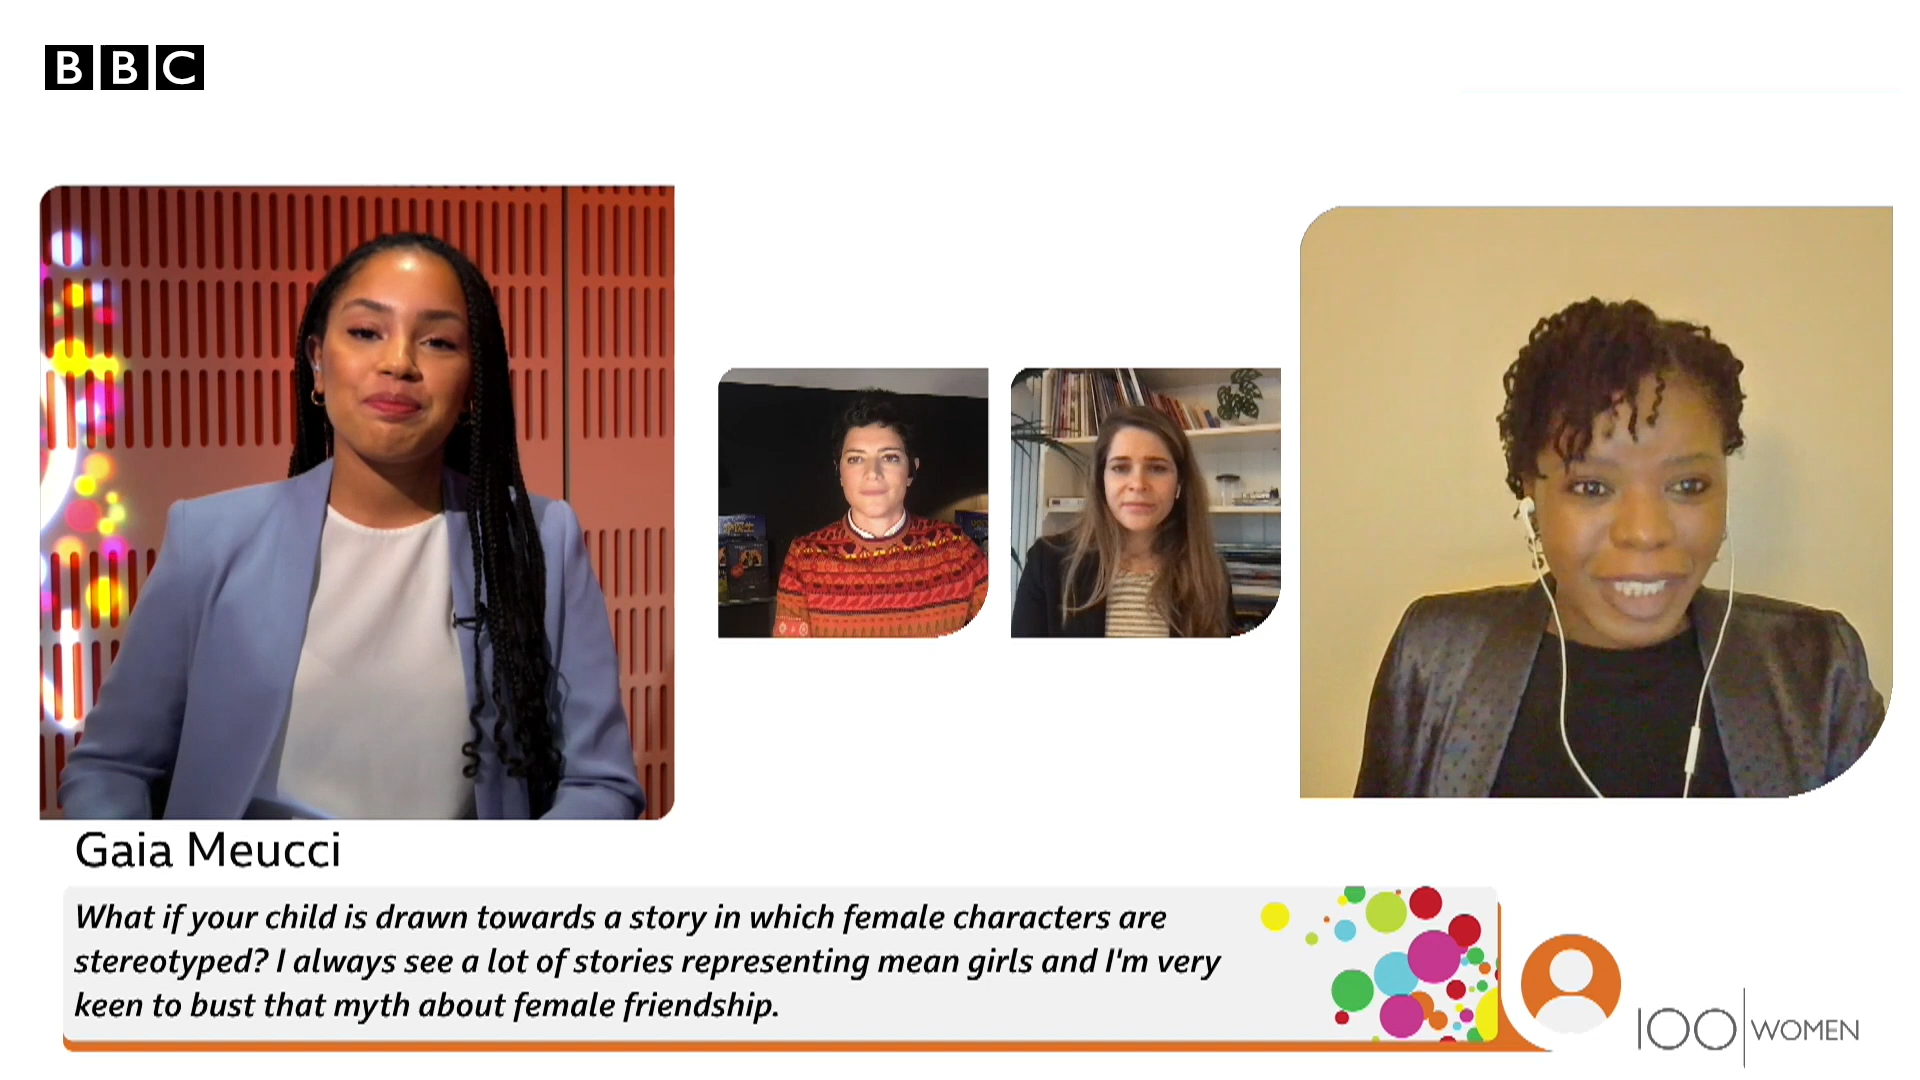 BBC
Gaia Meucci
What if your child is drawn towards a story in which female characters are
stereotyped? I always see a lot of stories representing mean girls and I'm very
keen to bust that myth about female friendship.
100 WOMEN